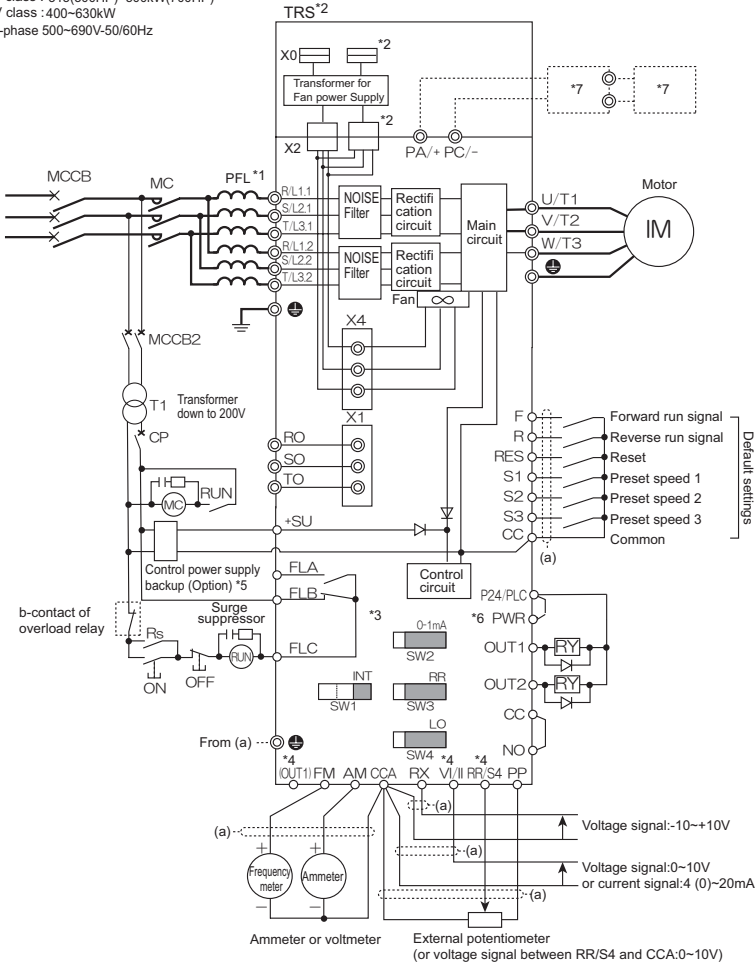 V class : 400~630kW
-phase 500~690V-50/60Hz
TRS*2
X0
*2
Transformer for
Fan power Supply
*2
X2
PA/+ PC/-
*7
*7
MCCB
MC
PFL*1
R/L1.1
S/L2.1
T/L3.1
R/L1.2
S/L2.2
T/L3.2
NOISE
Filter
Rectifi
cation
circuit
NOISE
Filter
Rectifi
cation
circuit
Main
circuit
Fan
U/T1
V/T2
W/T3
Motor
IM
X4
X1
MCCB2
T1
Transformer
down to 200V
CP
RO
SO
TO
RUN
MC
+SU
Control power supply
backup (Option) *5
FLA
FLB
FLC
b-contact of
overload relay
Surge
suppressor
Rs
ON
OFF
RUN
Control
circuit
F
R
RES
S1
S2
S3
CC
Forward run signal
Reverse run signal
Reset
Preset speed 1
Preset speed 2
Preset speed 3
Common
Default settings
(a)
P24/PLC
*6 PWR
OUT1
RY
OUT2
RY
CC
NO
*3
0-1mA
SW2
INT
SW1
RR
SW3
LO
SW4
From (a)
*4
(OUT1)
FM
AM
CCA
RX
*4
VI/II
*4
RR/S4
PP
(a)
(a)
(a)
(a)
+
+
Frequency
meter
Ammeter
-
-
Ammeter or voltmeter
Voltage signal:-10~+10V
Voltage signal:0~10V
or current signal:4 (0)~20mA
External potentiometer
(or voltage signal between RR/S4 and CCA:0~10V)